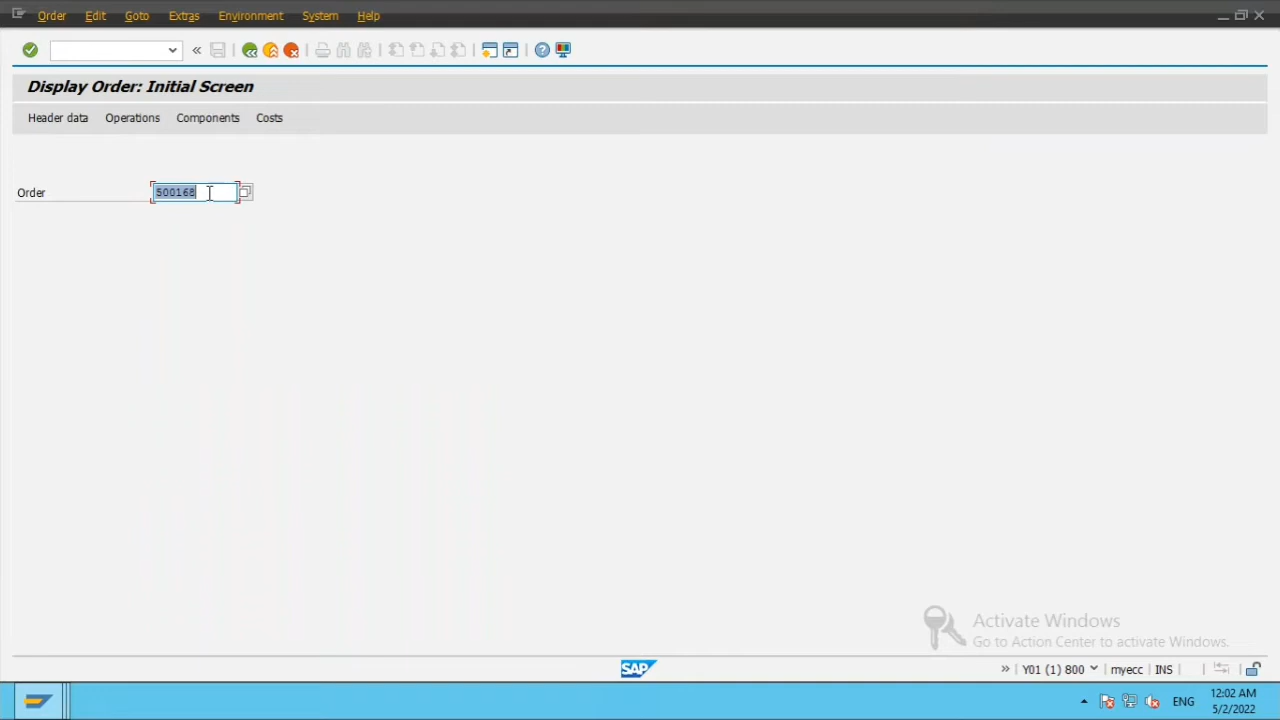 Order Edit Goto Extras Environment System Help
Display Order: Initial Screen
Header data Operations Components Costs
Order 500168
Activate Windows
Go to Action Center to activate Windows.
SAP
Y01 (1) 800 myecc INS
ENG
12:02 AM
5/2/2022